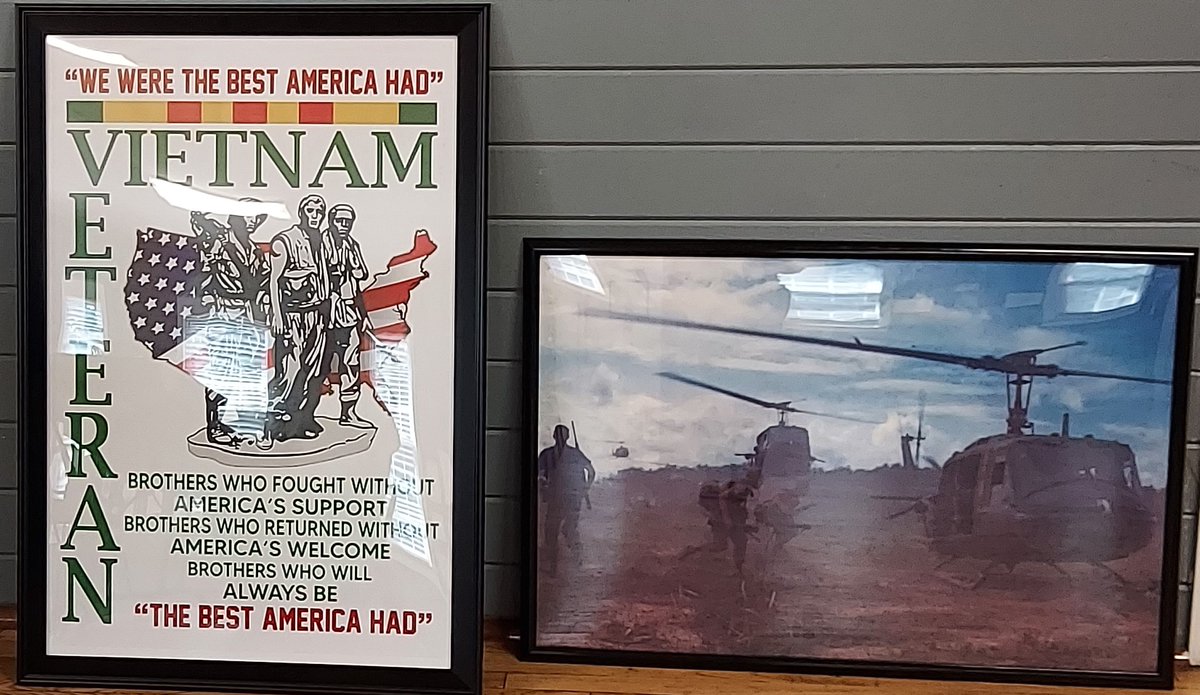 “WE WERE THE BEST AMERICA HAD”
VIETNAM
VETERAN
BROTHERS WHO FOUGHT WITHOUT
AMERICA’S SUPPORT
BROTHERS WHO RETURNED WITHOUT
AMERICA’S WELCOME
BROTHERS WHO WILL
ALWAYS BE
“THE BEST AMERICA HAD”